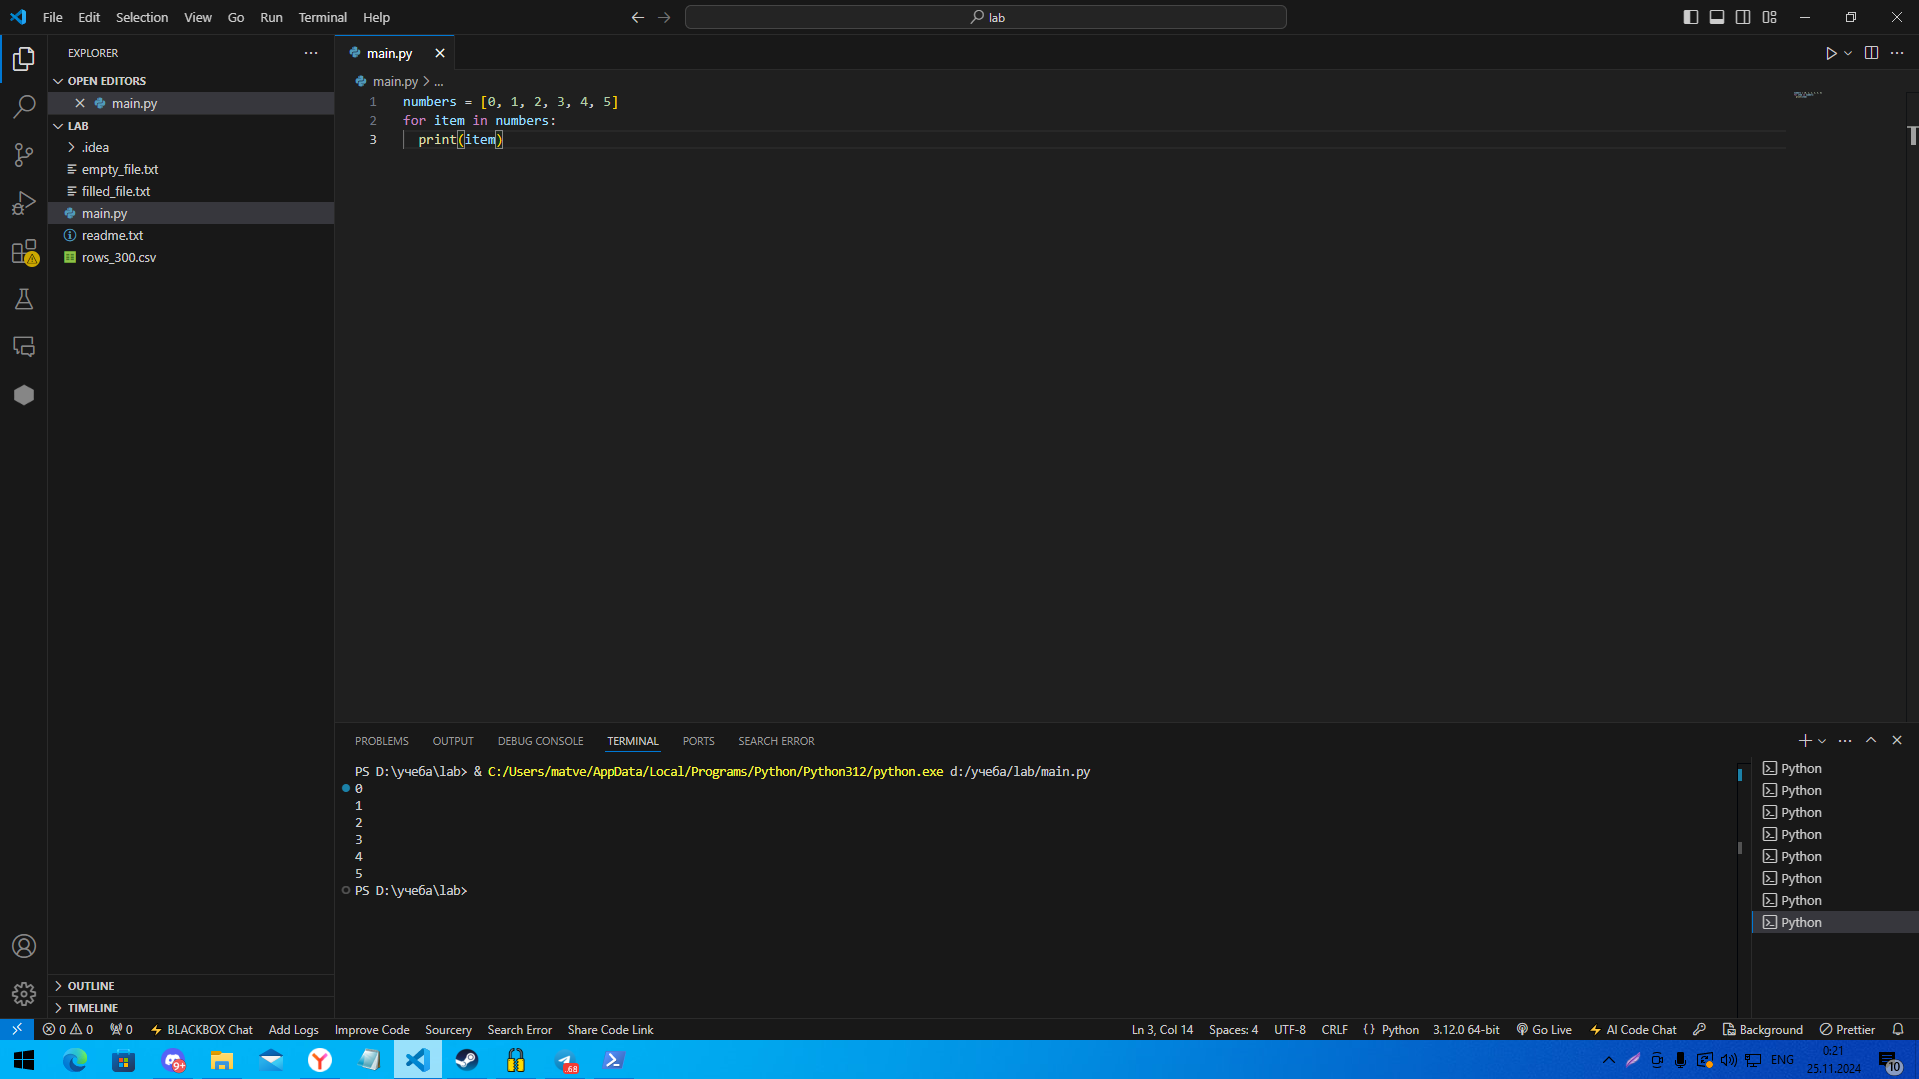 File Edit Selection View Go Run Terminal Help
lab
EXPLORER
OPEN EDITORS
main.py
LAB
.idea
empty_file.txt
filled_file.txt
main.py
readme.txt
rows_300.csv
OUTLINE
TIMELINE
main.py
main.py > ...
1 numbers = [0, 1, 2, 3, 4, 5]
2 for item in numbers:
3 print(item)
PROBLEMS OUTPUT DEBUG CONSOLE TERMINAL PORTS SEARCH ERROR
PS D:\учеба\lab> & C:/Users/matve/AppData/Local/Programs/Python/Python312/python.exe d:/учеба/lab/main.py
0
1
2
3
4
5
PS D:\учеба\lab>
Python
Python
Python
Python
Python
Python
Python
Python
0 0 0 BLACKBOX Chat Add Logs Improve Code Sourcery Search Error Share Code Link Ln 3, Col 14 Spaces: 4 UTF-8 CRLF { } Python 3.12.0 64-bit Go Live AI Code Chat Background Prettier
9+ .68 ENG 0:21 10
25.11.2024